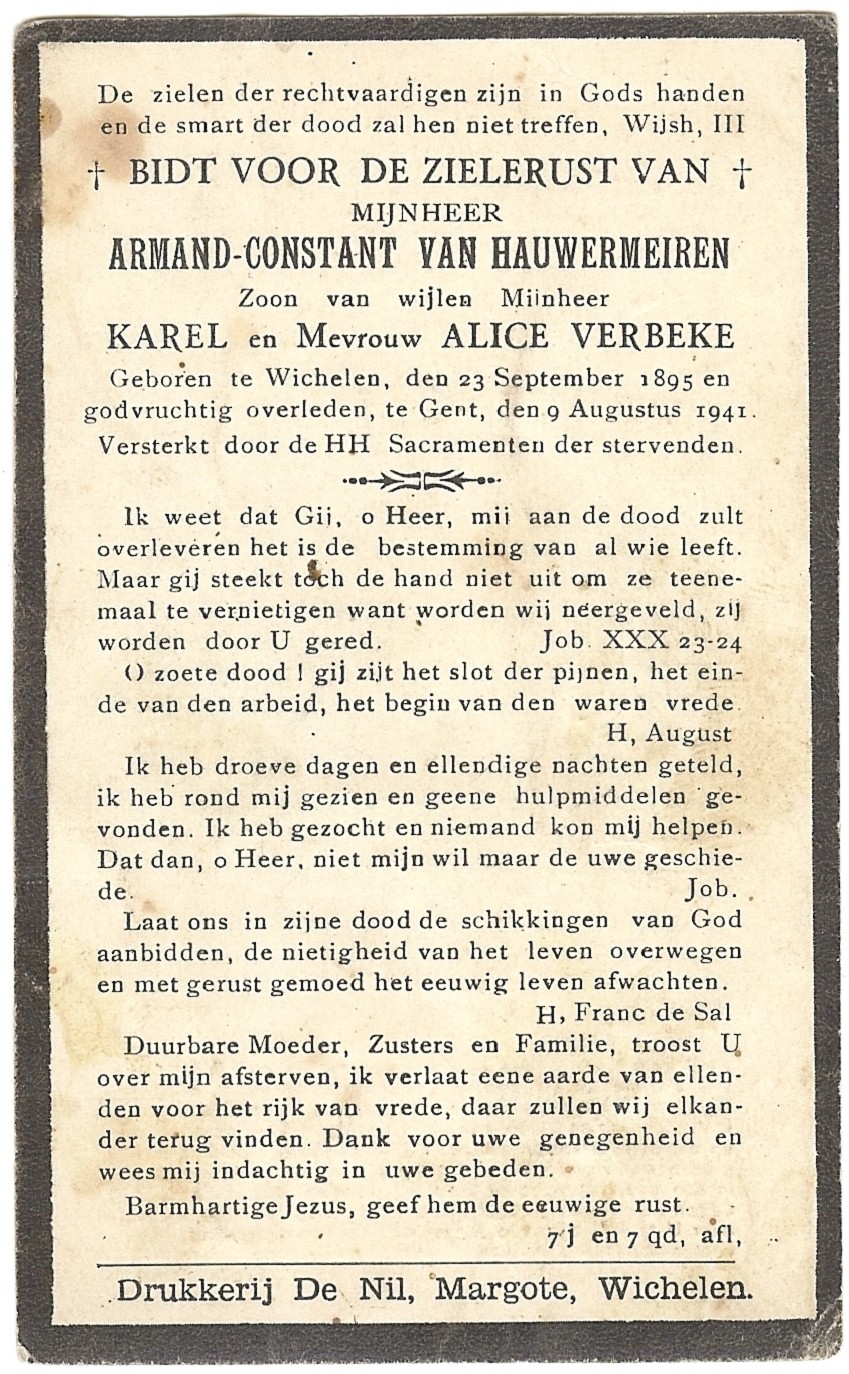 De zielen der rechtvaardigen zijn in Gods handen
en de smart der dood zal hen niet treffen, Wijsh, III
† BIDT VOOR DE ZIELERUST VAN †
MIJNHEER
ARMAND-CONSTANT VAN HAUWERMEIREN
Zoon van wijlen Miinheer
KAREL en Mevrouw ALICE VERBEKE
Geboren te Wichelen, den 23 September 1895 en
godvruchtig overleden, te Gent, den 9 Augustus 1941.
Versterkt door de HH Sacramenten der stervenden.
Ik weet dat Gij, o Heer, mij aan de dood zult
overleveren het is de bestemming van al wie leeft.
Maar gij steekt toch de hand niet uit om ze teene-
maal te vernietigen want worden wij neergeveld, zij
worden door U gered. Job. XXX 23-24
O zoete dood ! gij zijt het slot der pijnen, het ein-
de van den arbeid, het begin van den waren vrede.
H, August
Ik heb droeve dagen en ellendige nachten geteld,
ik heb rond mij gezien en geene hulpmiddelen ge-
vonden. Ik heb gezocht en niemand kon mij helpen.
Dat dan, o Heer, niet mijn wil maar de uwe geschie-
de. Job.
Laat ons in zijne dood de schikkingen van God
aanbidden, de nietigheid van het leven overwegen
en met gerust gemoed het eeuwig leven afwachten.
H, Franc de Sal
Duurbare Moeder, Zusters en Familie, troost U
over mijn afsterven, ik verlaat eene aarde van ellen-
den voor het rijk van vrede, daar zullen wij elkan-
der terug vinden. Dank voor uwe genegenheid en
wees mij indachtig in uwe gebeden.
Barmhartige Jezus, geef hem de eeuwige rust.
7 j en 7 qd, afl,
Drukkerij De Nil, Margote, Wichelen.